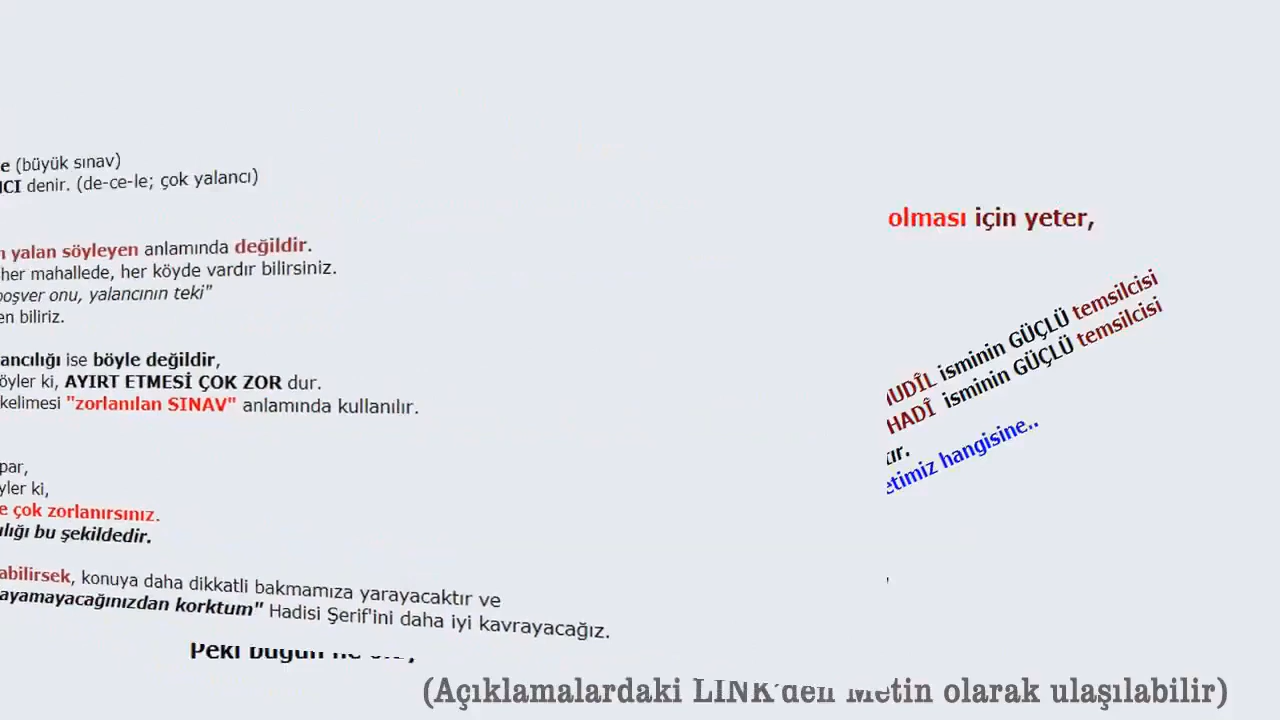 e (büyük sınav)
CI denir. (de-ce-le; çok yalancı)
yalan söyleyen anlamında değildir.
her mahallede, her köyde vardır bilirsiniz.
boşver onu, yalancının teki"
en biliriz.
ancılığı ise böyle değildir,
öyler ki, AYIRT ETMESİ ÇOK ZOR dur.
kelimesi "zorlanılan SINAV" anlamında kullanılır.
par,
yler ki,
e çok zorlanırsınız.
ılığı bu şekildedir.
abilirsek, konuya daha dikkatli bakmamıza yarayacaktır ve
ayamayacağınızdan korktum" Hadisi Şerif'ini daha iyi kavrayacağız.
Peki bugün
olması için yeter,
UDÎL isminin GÜÇLÜ temsilcisi
HADÎ isminin GÜÇLÜ temsilcisi
ır.
etimiz hangisine..
(Açıklamalardaki LINK'den Metin olarak ulaşılabilir)